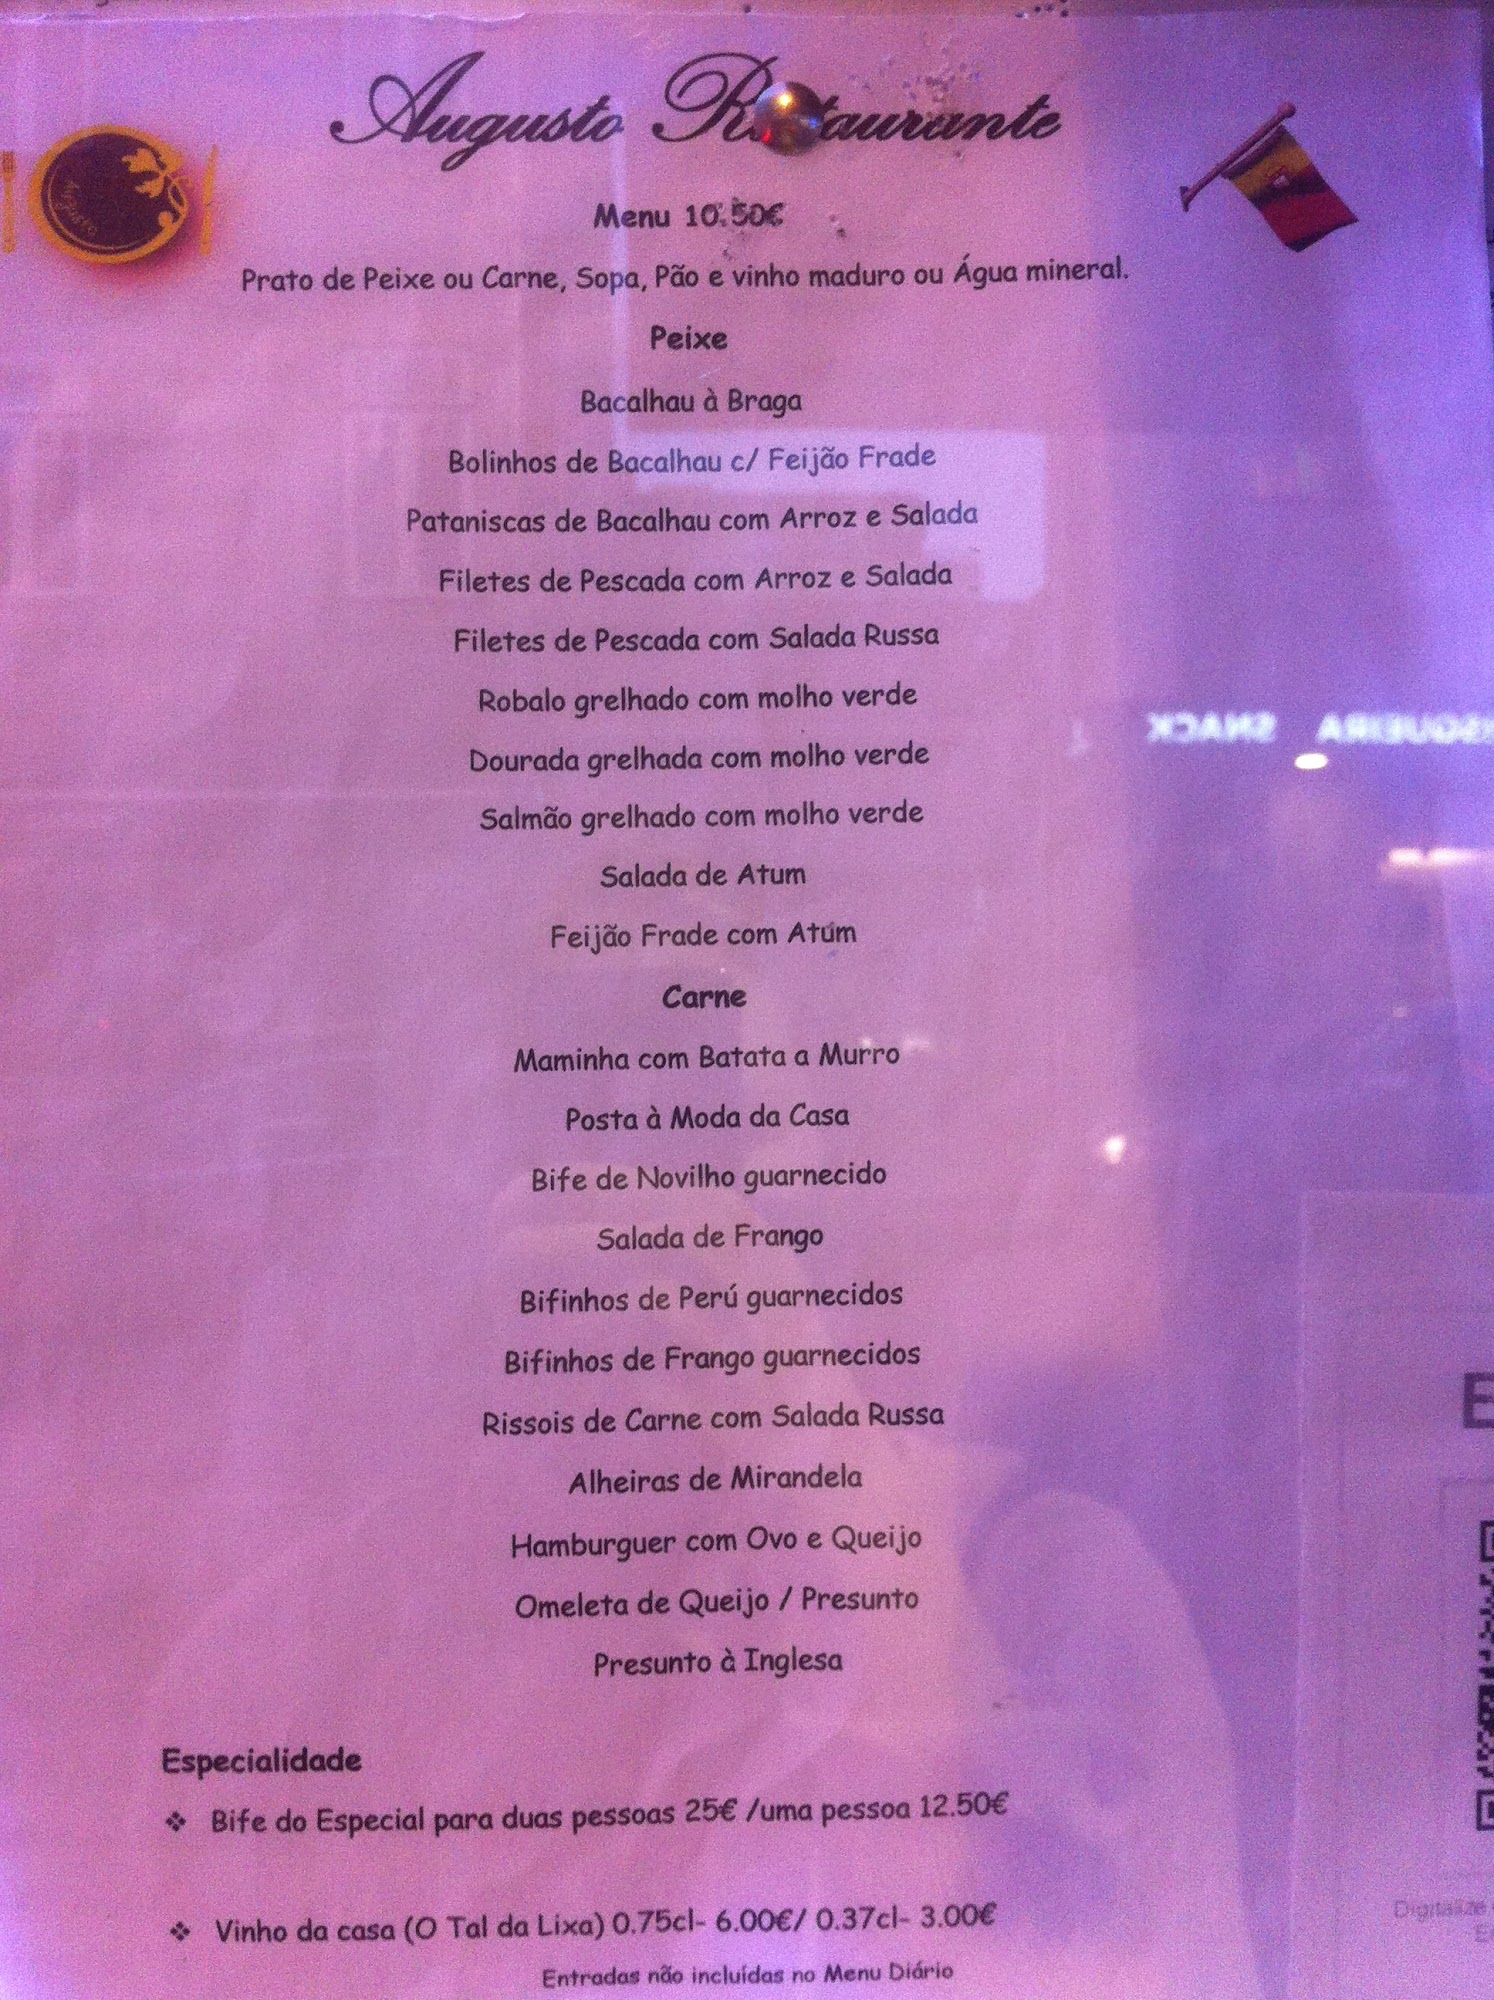 Augusto Restaurante
Augusto
Menu 10.50€
Prato de Peixe ou Carne, Sopa, Pão e vinho maduro ou Água mineral.
Peixe
Bacalhau à Braga
Bolinhos de Bacalhau c/ Feijão Frade
Pataniscas de Bacalhau com Arroz e Salada
Filetes de Pescada com Arroz e Salada
Filetes de Pescada com Salada Russa
Robalo grelhado com molho verde
Dourada grelhada com molho verde
SNACK
Salmão grelhado com molho verde
Salada de Atum
Feijão Frade com Atúm
Carne
Maminha com Batata a Murro
Posta à Moda da Casa
Bife de Novilho guarnecido
Salada de Frango
Bifinhos de Perú guarnecidos
Bifinhos de Frango guarnecidos
Rissois de Carne com Salada Russa
Alheiras de Mirandela
Hamburguer com Ovo e Queijo
Omeleta de Queijo / Presunto
Presunto à Inglesa
Especialidade
❖ Bife do Especial para duas pessoas 25€ /uma pessoa 12.50€
❖ Vinho da casa (O Tal da Lixa) 0.75cl- 6.00€/ 0.37cl- 3.00€
Entradas não incluídas no Menu Diário
Digitalize